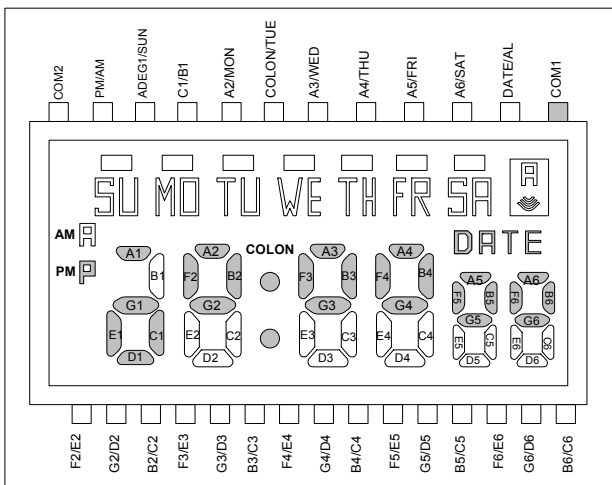 COM2 PM/AM ADEG1/SUN C1/B1 A2/MON COLON/TUE A3/WED A4/THU A5/FRI A6/SAT DATE/AL COM1
SU MO TU WE TH FR SA A
AM A DATE
PM P COLON
A1 A2 A3 A4 A5 A6
B1 F2 B2 F3 B3 F4 B4 F5 B5 F6 B6
G1 G2 G3 G4 G5 G6
E1 C1 E2 C2 E3 C3 E4 C4 E5 C5 E6 C6
D1 D2 D3 D4 D5 D6
F2/E2 G2/D2 B2/C2 F3/E3 G3/D3 B3/C3 F4/E4 G4/D4 B4/C4 F5/E5 G5/D5 B5/C5 F6/E6 G6/D6 B6/C6